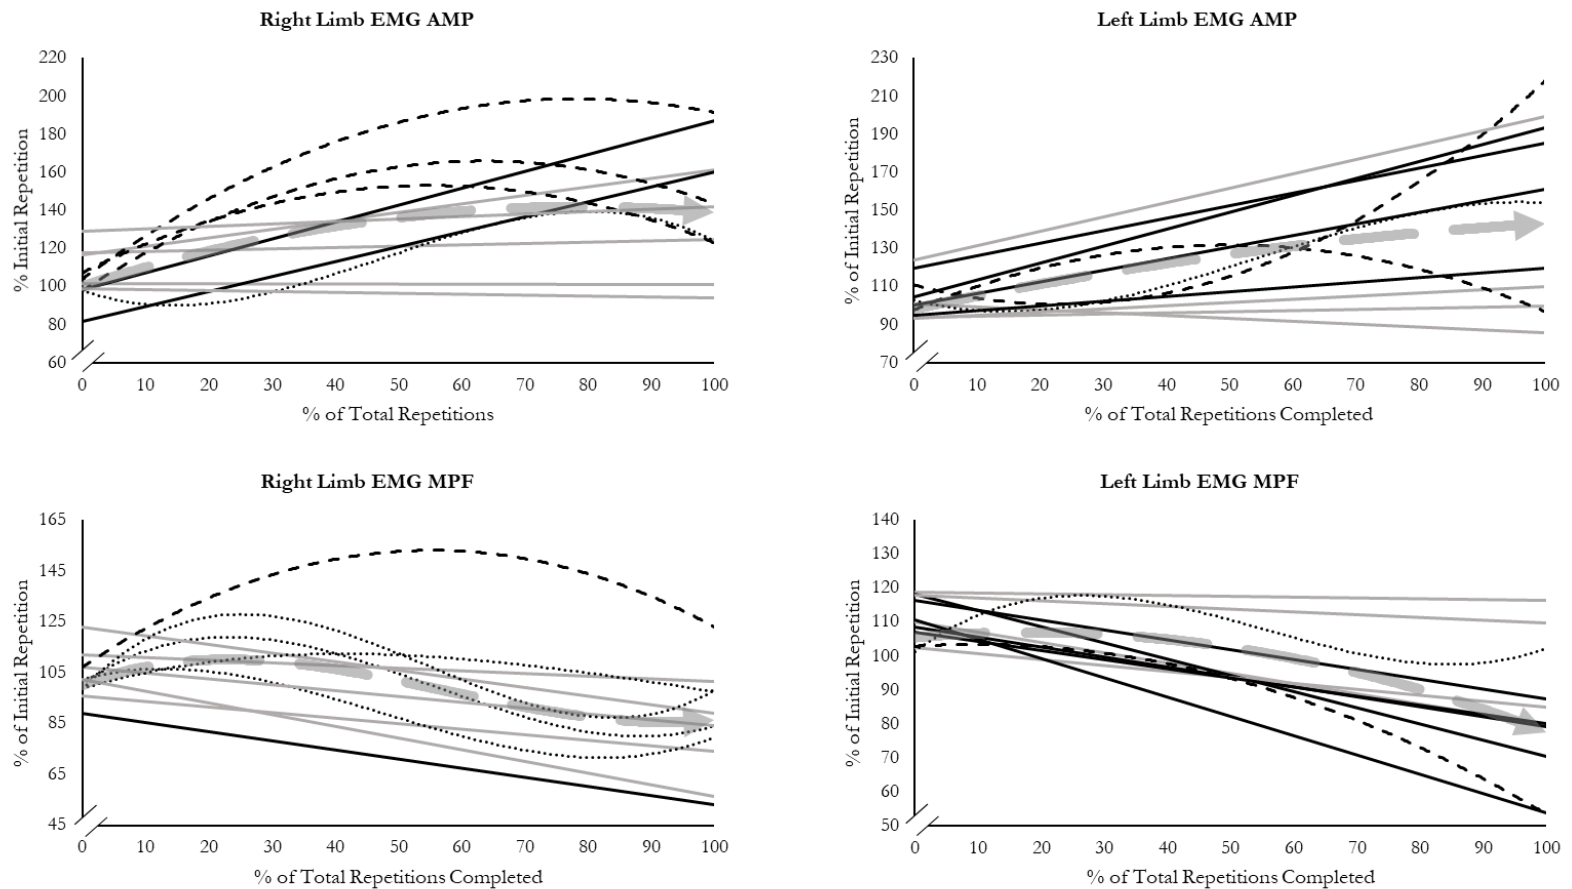 Right Limb EMG AMP
% Initial Repetition
220
200
180
160
140
120
100
80
60
0 10 20 30 40 50 60 70 80 90 100
% of Total Repetitions
Left Limb EMG AMP
% of Initial Repetition
230
210
190
170
150
130
110
90
70
0 10 20 30 40 50 60 70 80 90 100
% of Total Repetitions Completed
Right Limb EMG MPF
% of Initial Repetition
165
145
125
105
85
65
45
0 10 20 30 40 50 60 70 80 90 100
% of Total Repetitions Completed
Left Limb EMG MPF
% of Initial Repetition
140
130
120
110
100
90
80
70
60
50
0 10 20 30 40 50 60 70 80 90 100
% of Total Repetitions Completed